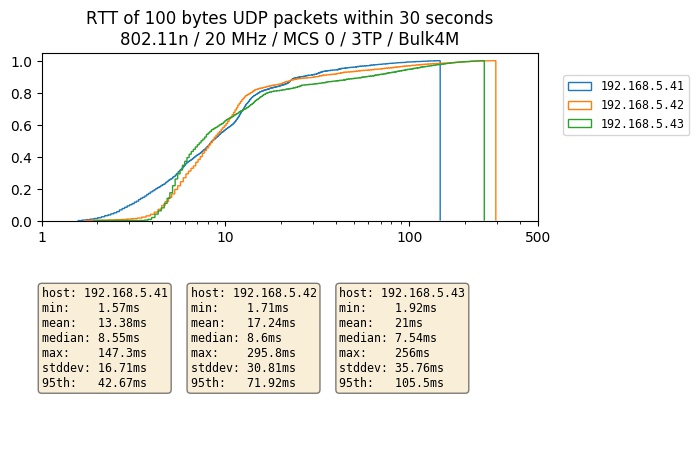 RTT of 100 bytes UDP packets within 30 seconds
802.11n / 20 MHz / MCS 0 / 3TP / Bulk4M
1.0
0.8
0.6
0.4
0.2
0.0
1 10 100 500
192.168.5.41
192.168.5.42
192.168.5.43
host: 192.168.5.41
min: 1.57ms
mean: 13.38ms
median: 8.55ms
max: 147.3ms
stddev: 16.71ms
95th: 42.67ms
host: 192.168.5.42
min: 1.71ms
mean: 17.24ms
median: 8.6ms
max: 295.8ms
stddev: 30.81ms
95th: 71.92ms
host: 192.168.5.43
min: 1.92ms
mean: 21ms
median: 7.54ms
max: 256ms
stddev: 35.76ms
95th: 105.5ms